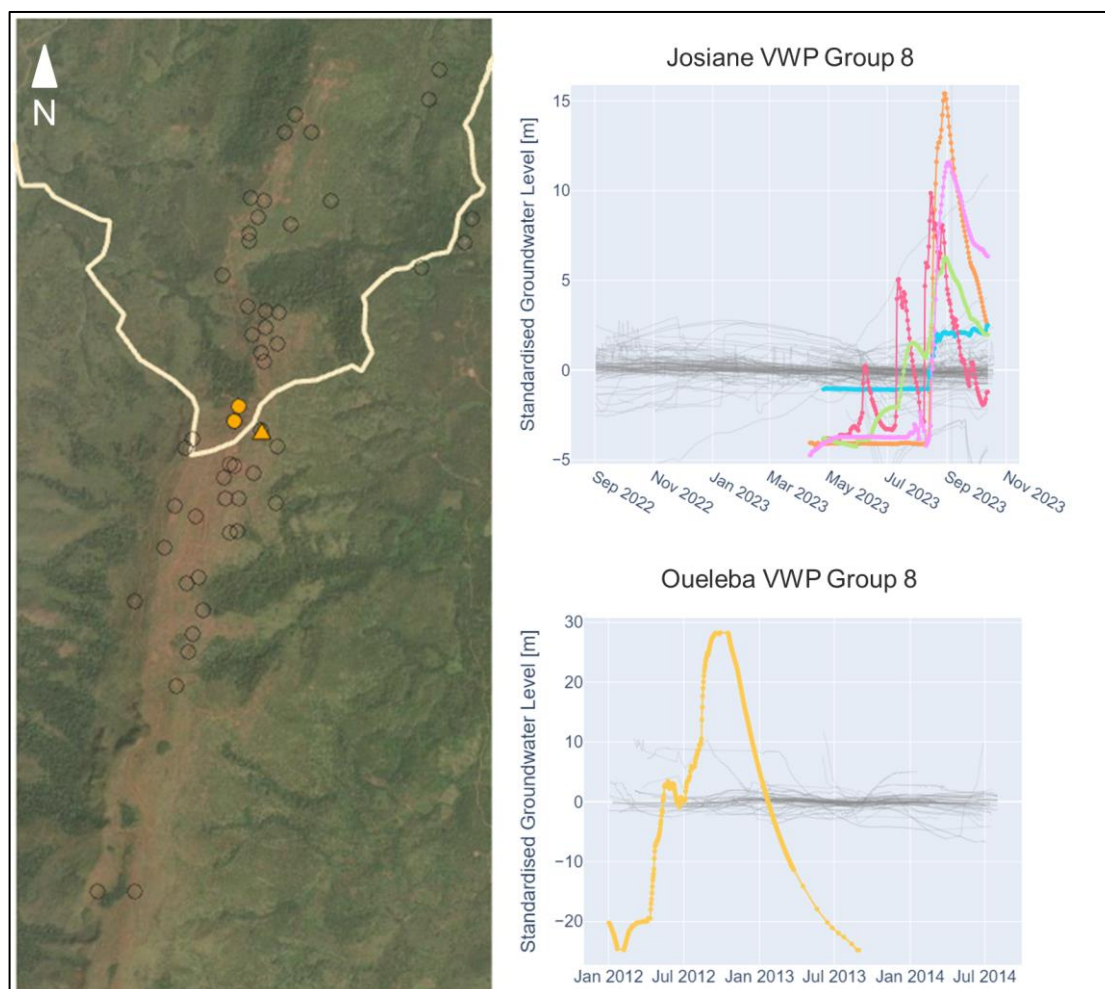 N
Josiane VWP Group 8
Standardised Groundwater Level [m]
15
10
5
0
−5
Sep 2022 Nov 2022 Jan 2023 Mar 2023 May 2023 Jul 2023 Sep 2023 Nov 2023
Oueleba VWP Group 8
Standardised Groundwater Level [m]
30
20
10
0
−10
−20
Jan 2012 Jul 2012 Jan 2013 Jul 2013 Jan 2014 Jul 2014